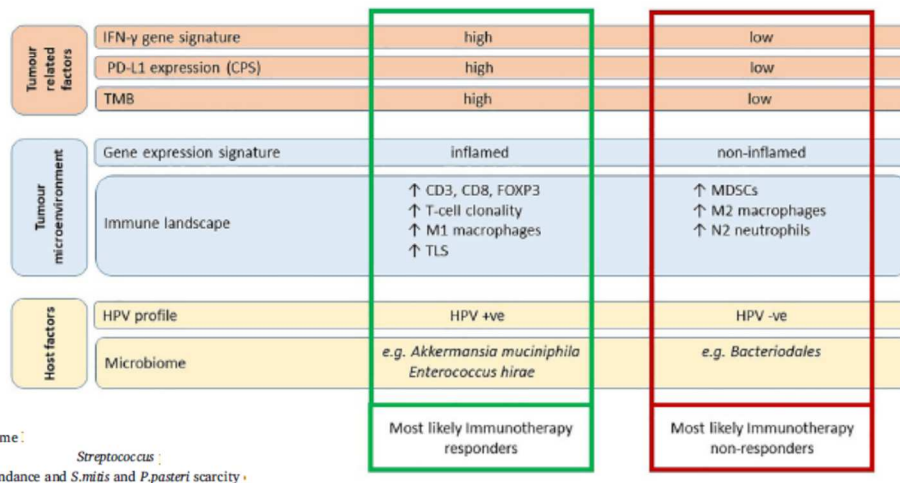 Tumour
related
factors
IFN-γ gene signature high low
PD-L1 expression (CPS) high low
TMB high low
Tumour
microenvironment
Gene expression signature inflamed non-inflamed
Immune landscape
↑ CD3, CD8, FOXP3
↑ T-cell clonality
↑ M1 macrophages
↑ TLS
↑ MDSCs
↑ M2 macrophages
↑ N2 neutrophils
Host factors
HPV profile HPV +ve HPV -ve
Microbiome
e.g. Akkermansia muciniphila
Enterococcus hirae
e.g. Bacteriodales
Most likely Immunotherapy
responders
Most likely Immunotherapy
non-responders
me :
Streptococcus ;
ndance and S.mitis and P.pasteri scarcity